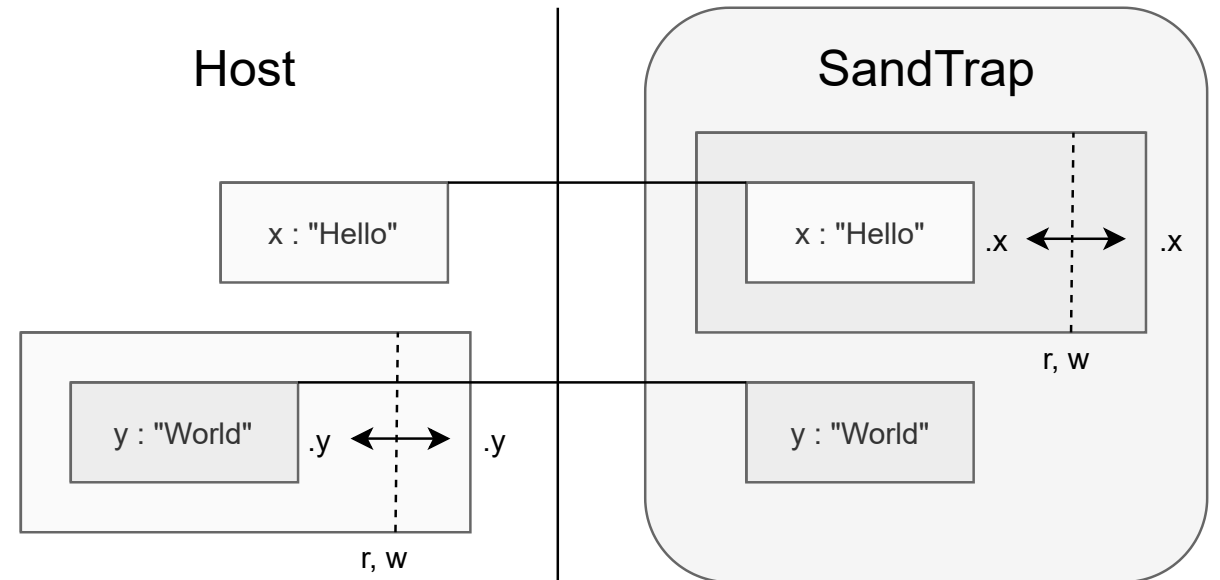 Host
SandTrap
x : "Hello"
x : "Hello"
.x
.x
r, w
y : "World"
.y
.y
y : "World"
r, w